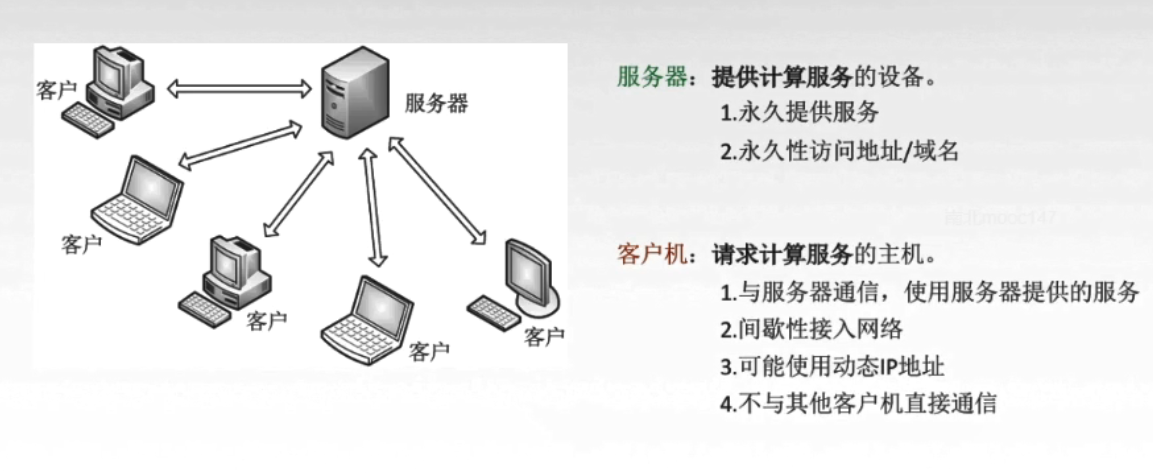 客户
服务器
客户
客户
客户
客户
服务器：提供计算服务的设备。
1.永久提供服务
2.永久性访问地址/域名
客户机：请求计算服务的主机。
1.与服务器通信，使用服务器提供的服务
2.间歇性接入网络
3.可能使用动态IP地址
4.不与其他客户机直接通信